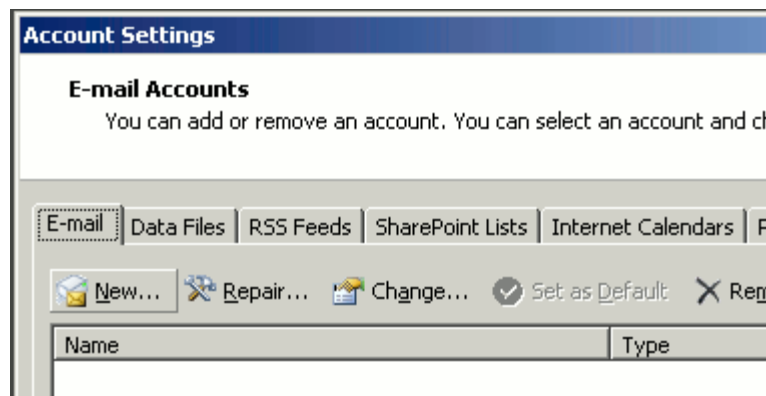 Account Settings
E-mail Accounts
You can add or remove an account. You can select an account and
E-mail Data Files RSS Feeds SharePoint Lists Internet Calendars
New... Repair... Change... Set as Default
Name Type